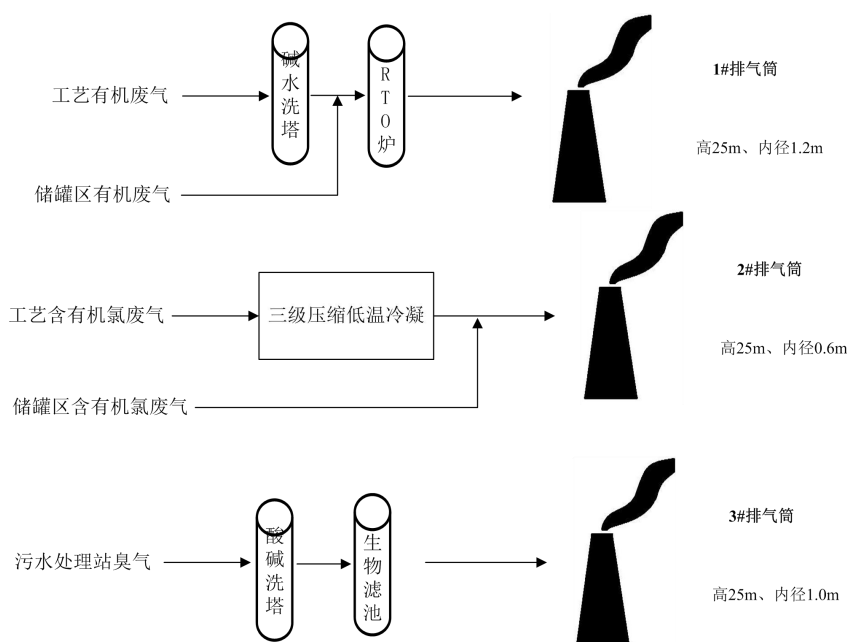 工艺有机废气
碱水洗塔
RTO炉
1#排气筒
高25m、内径1.2m
储罐区有机废气
工艺含有机氯废气
三级压缩低温冷凝
2#排气筒
高25m、内径0.6m
储罐区含有机氯废气
污水处理站臭气
酸碱洗塔
生物滤池
3#排气筒
高25m、内径1.0m